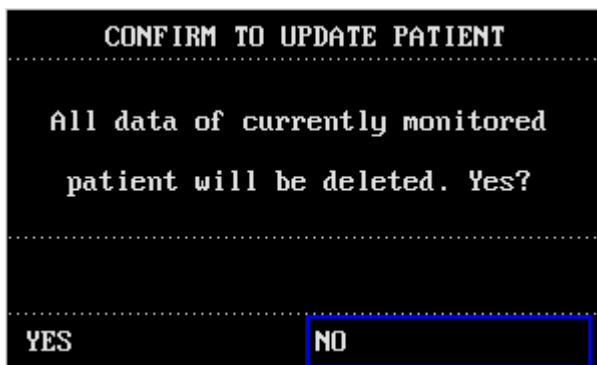 CONFIRM TO UPDATE PATIENT
All data of currently monitored
patient will be deleted. Yes?
YES NO